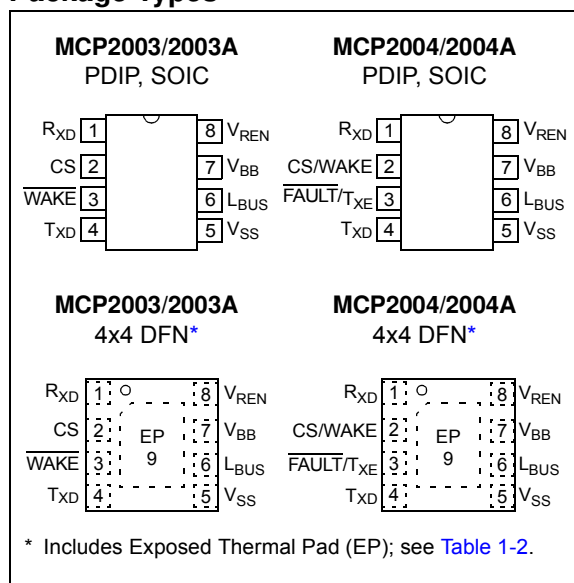 MCP2003/2003A
PDIP, SOIC
RXD 1
8 VREN
CS 2
7 VBB
WAKE 3
6 LBUS
TXD 4
5 VSS
MCP2004/2004A
PDIP, SOIC
RXD 1
8 VREN
CS/WAKE 2
7 VBB
FAULT/TXE 3
6 LBUS
TXD 4
5 VSS
MCP2003/2003A
4x4 DFN*
RXD 1
8 VREN
CS 2
EP
9
7 VBB
WAKE 3
6 LBUS
TXD 4
5 VSS
MCP2004/2004A
4x4 DFN*
RXD 1
8 VREN
CS/WAKE 2
EP
9
7 VBB
FAULT/TXE 3
6 LBUS
TXD 4
5 VSS
* Includes Exposed Thermal Pad (EP); see Table 1-2.